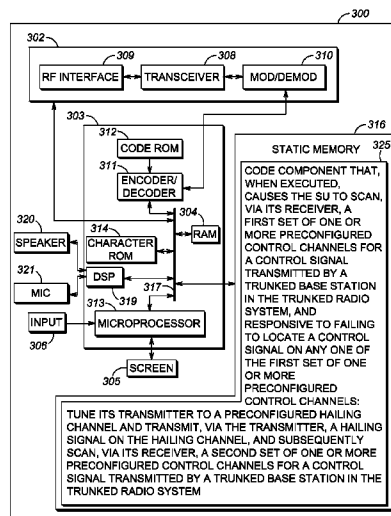 300
302
309
308
310
RF INTERFACE
TRANSCEIVER
MOD/DEMOD
303
312
CODE ROM
311
ENCODER/
DECODER
304
RAM
314
CHARACTER
ROM
320
SPEAKER
321
MIC
DSP
319
317
313
MICROPROCESSOR
INPUT
306
SCREEN
305
316
STATIC MEMORY
325
CODE COMPONENT THAT,
WHEN EXECUTED,
CAUSES THE SU TO SCAN,
VIA ITS RECEIVER, A
FIRST SET OF ONE OR
MORE PRECONFIGURED
CONTROL CHANNELS FOR
A CONTROL SIGNAL
TRANSMITTED BY A
TRUNKED BASE STATION
IN THE TRUNKED RADIO
SYSTEM, AND
RESPONSIVE TO FAILING
TO LOCATE A CONTROL
SIGNAL ON ANY ONE OF
THE FIRST SET OF ONE
OR MORE
PRECONFIGURED
CONTROL CHANNELS:
TUNE ITS TRANSMITTER TO A PRECONFIGURED HAILING
CHANNEL AND TRANSMIT, VIA THE TRANSMITTER, A HAILING
SIGNAL ON THE HAILING CHANNEL, AND SUBSEQUENTLY
SCAN, VIA ITS RECEIVER, A SECOND SET OF ONE OR MORE
PRECONFIGURED CONTROL CHANNELS FOR A CONTROL
SIGNAL TRANSMITTED BY A TRUNKED BASE STATION IN THE
TRUNKED RADIO SYSTEM